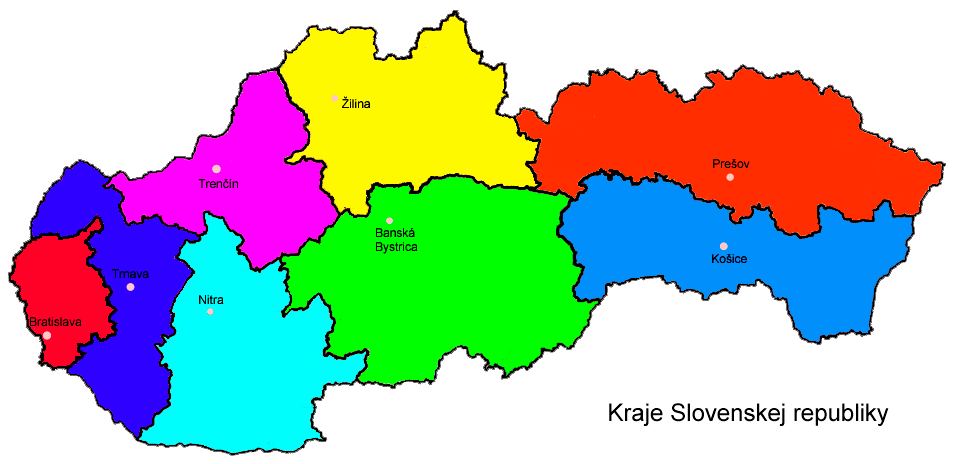 Žilina
Prešov
Trenčín
Banská
Bystrica
Košice
Trnava
Nitra
Bratislava
Kraje Slovenskej republiky